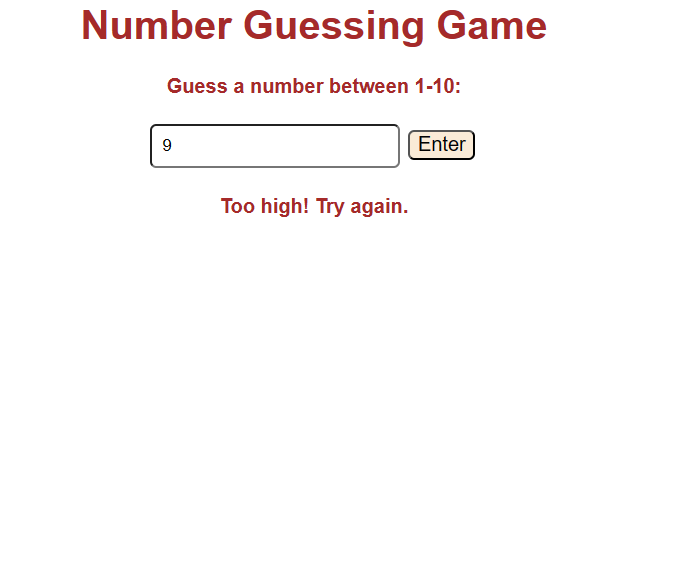 Number Guessing Game
Guess a number between 1-10:
9 Enter
Too high! Try again.